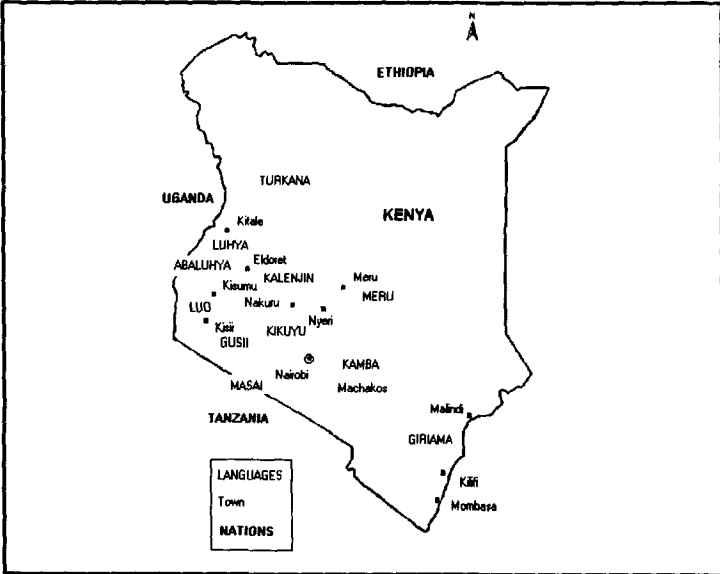 N
ETHIOPIA
TURKANA
UGANDA
KENYA
Kitale
LUHYA
ABALUHYA
Eldoret
KALENJIN
Meru
Kisumu
MERU
LUO
Nakuru
Nyeri
Kisii
KIKUYU
GUSII
KAMBA
Nairobi
MASAI
Machakos
Malindi
TANZANIA
GIRIAMA
LANGUAGES
Kilifi
Town
Mombasa
NATIONS